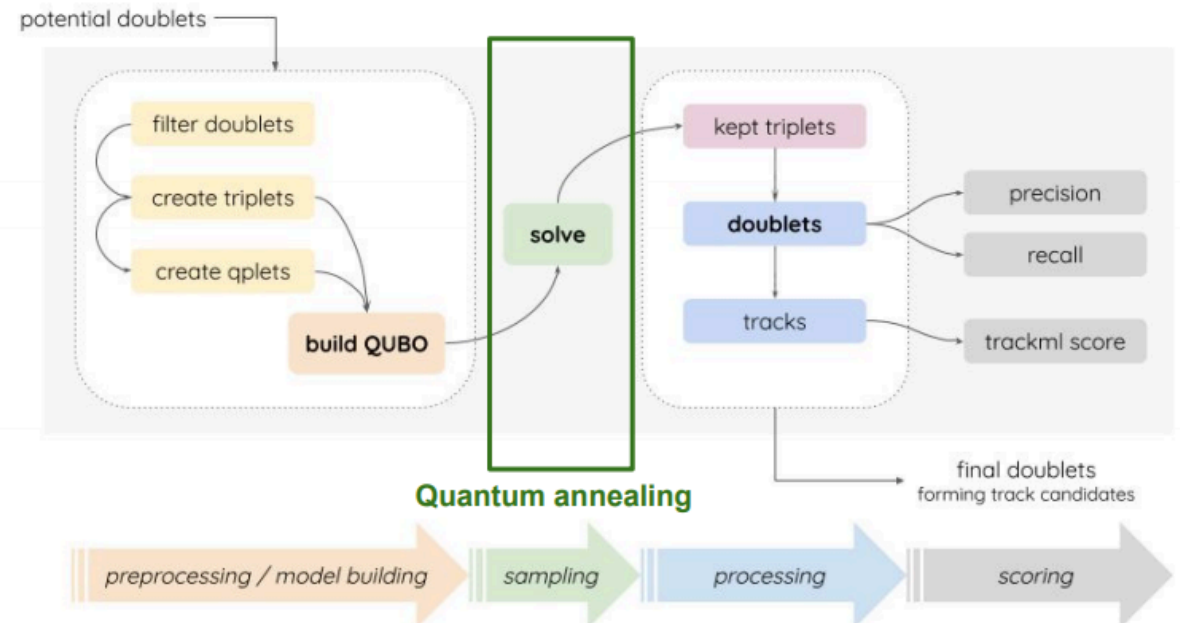 potential doublets
filter doublets
create triplets
create qplets
build QUBO
solve
kept triplets
doublets
tracks
precision
recall
trackml score
final doublets
forming track candidates
Quantum annealing
preprocessing / model building
sampling
processing
scoring